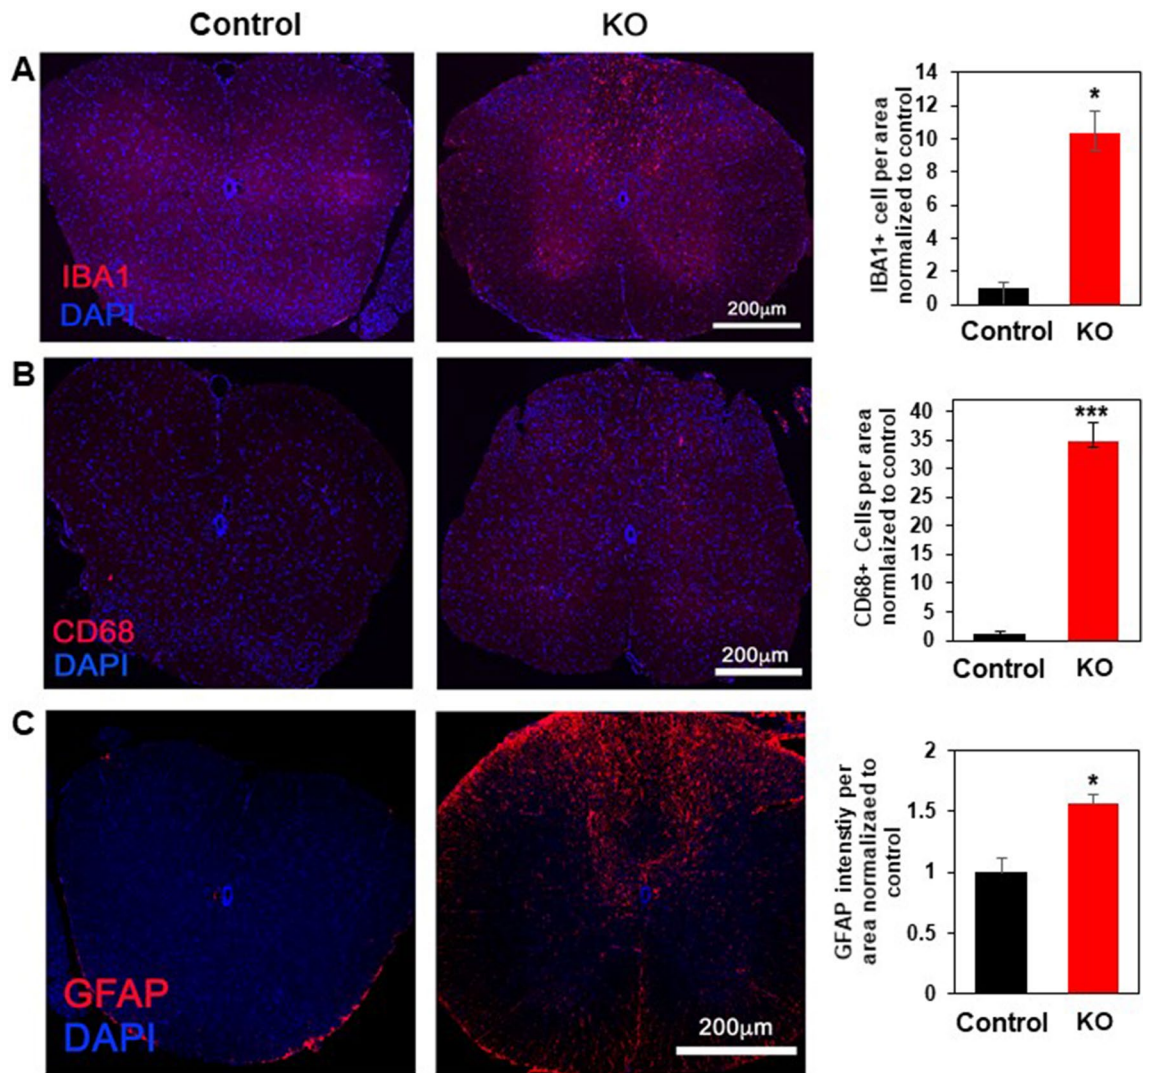 Control KO
A
IBA1
DAPI
200μm
IBA1+ cell per area
normalized to control
14
12
10
8
6
4
2
0
*
Control KO
B
CD68
DAPI
200μm
CD68+ Cells per area
normlaized to control
40
35
30
25
20
15
10
5
0
***
Control KO
C
GFAP
DAPI
200μm
GFAP intenstiy per
area normalizaed to
control
2
1.5
1
0.5
0
*
Control KO